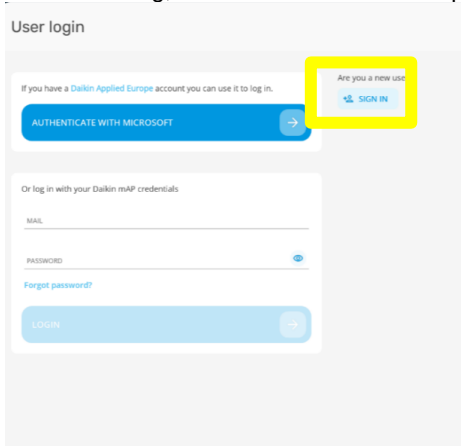 User login
If you have a Daikin Applied Europe account you can use it to log in.
AUTHENTICATE WITH MICROSOFT
Are you a new use
SIGN IN
Or log in with your Daikin mAP credentials
MAIL
PASSWORD
Forgot password?
LOGIN